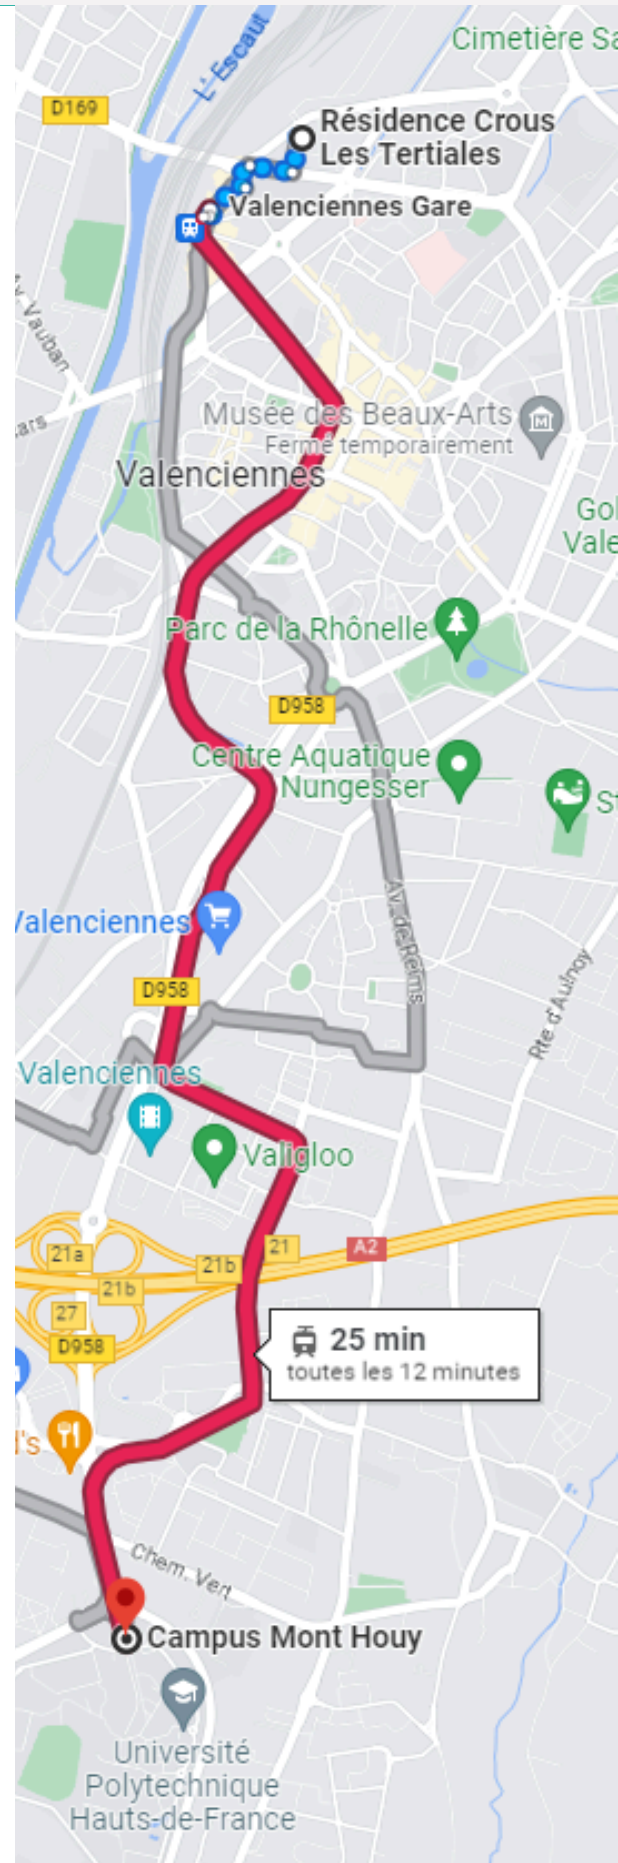 Cimetière Sa
L'Escaut
D169
Résidence Crous
Les Tertiales
Valenciennes Gare
Av. Vauban
ars
Musée des Beaux-Arts
Fermé temporairement
Valenciennes
Gol
Vale
Parc de la Rhônelle
D958
Centre Aquatique
Nungesser
St
Av. de Reims
Valenciennes
D958
Rte d'Aulnoy
Valenciennes
Valigloo
21a
21b
21b
21
A2
27
D958
25 min
toutes les 12 minutes
d's
Chem. Vert
Campus Mont Houy
Université
Polytechnique
Hauts-de-France